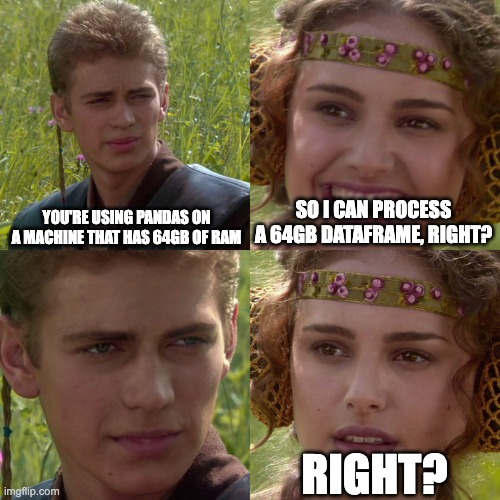 YOU'RE USING PANDAS ON
A MACHINE THAT HAS 64GB OF RAM
SO I CAN PROCESS
A 64GB DATAFRAME, RIGHT?
RIGHT?
imgflip.com